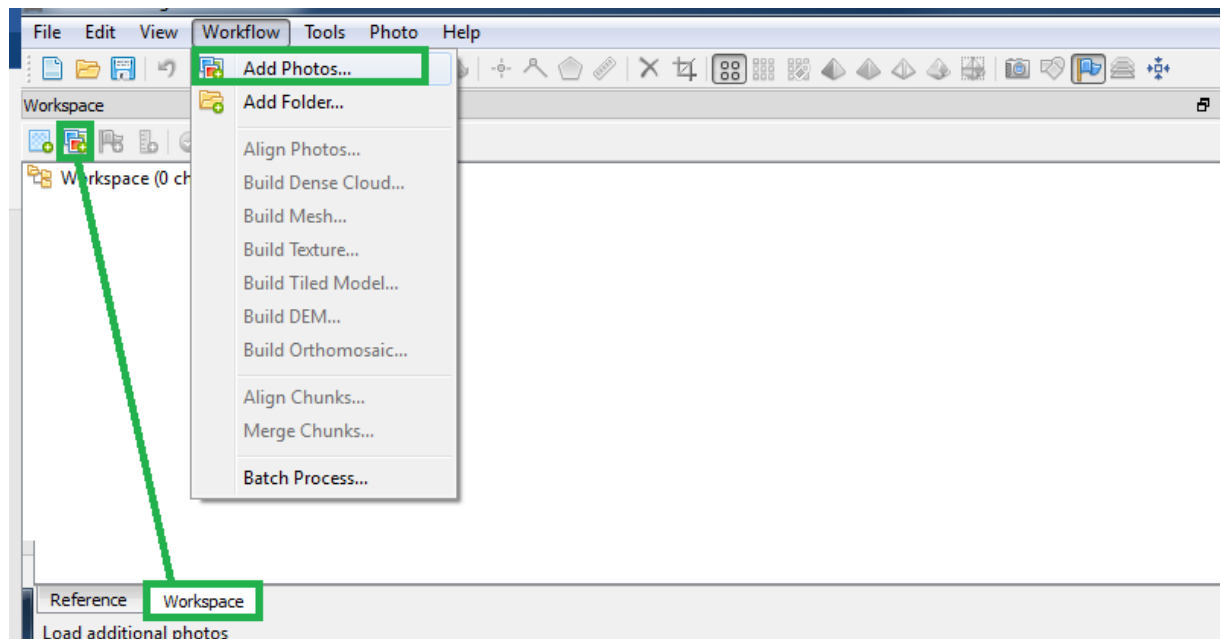 File Edit View Workflow Tools Photo Help
Add Photos...
Workspace
Add Folder...
Align Photos...
Workspace (0 ch
Build Dense Cloud...
Build Mesh...
Build Texture...
Build Tiled Model...
Build DEM...
Build Orthomosaic...
Align Chunks...
Merge Chunks...
Batch Process...
Reference Workspace
Load additional photos